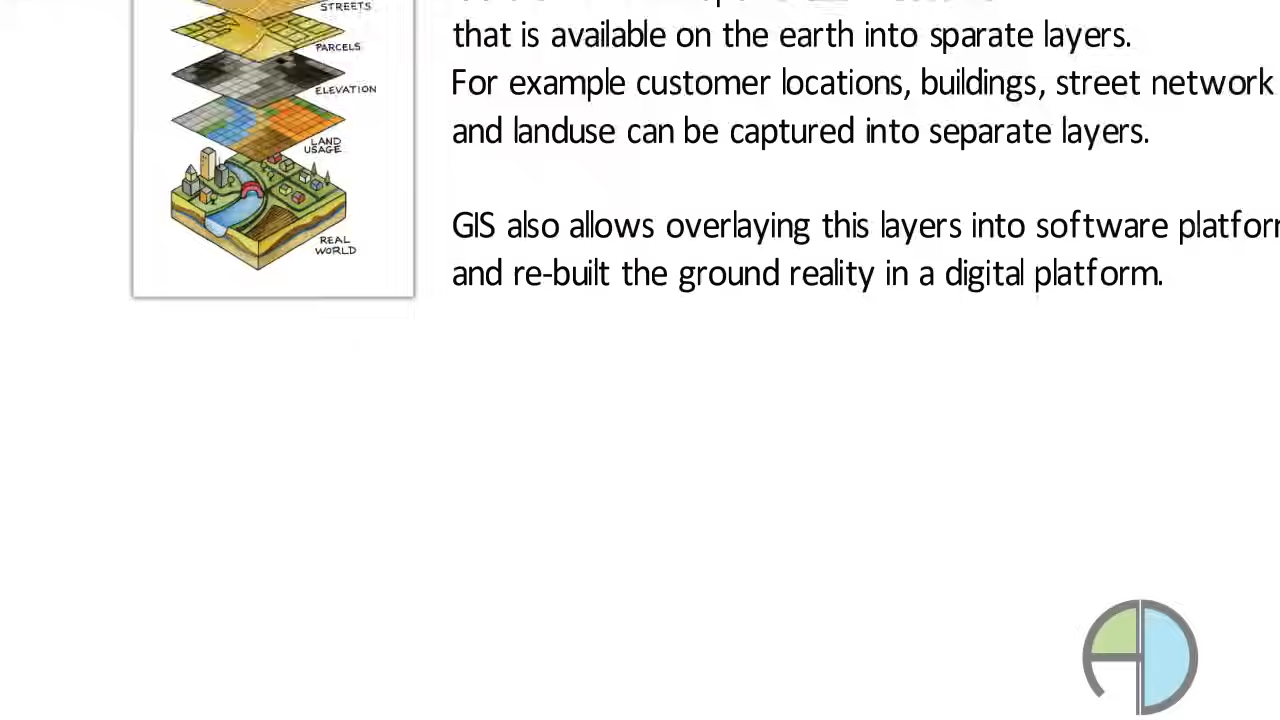 STREETS
PARCELS
ELEVATION
LAND
USAGE
REAL
WORLD
that is available on the earth into sparate layers.
For example customer locations, buildings, street network
and landuse can be captured into separate layers.
GIS also allows overlaying this layers into software
and re-built the ground reality in a digital platform.